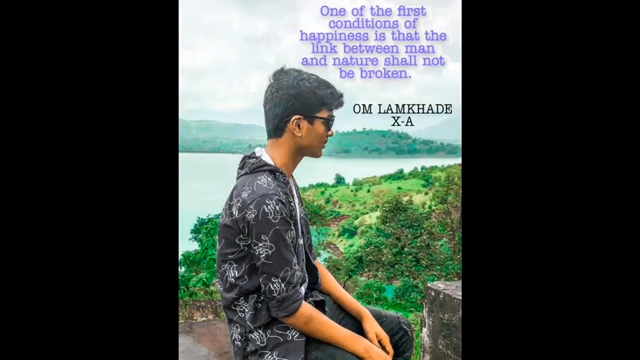 One of the first
conditions of
happiness is that the
link between man
and nature shall not
be broken.
OM LAMKHADE
X-A